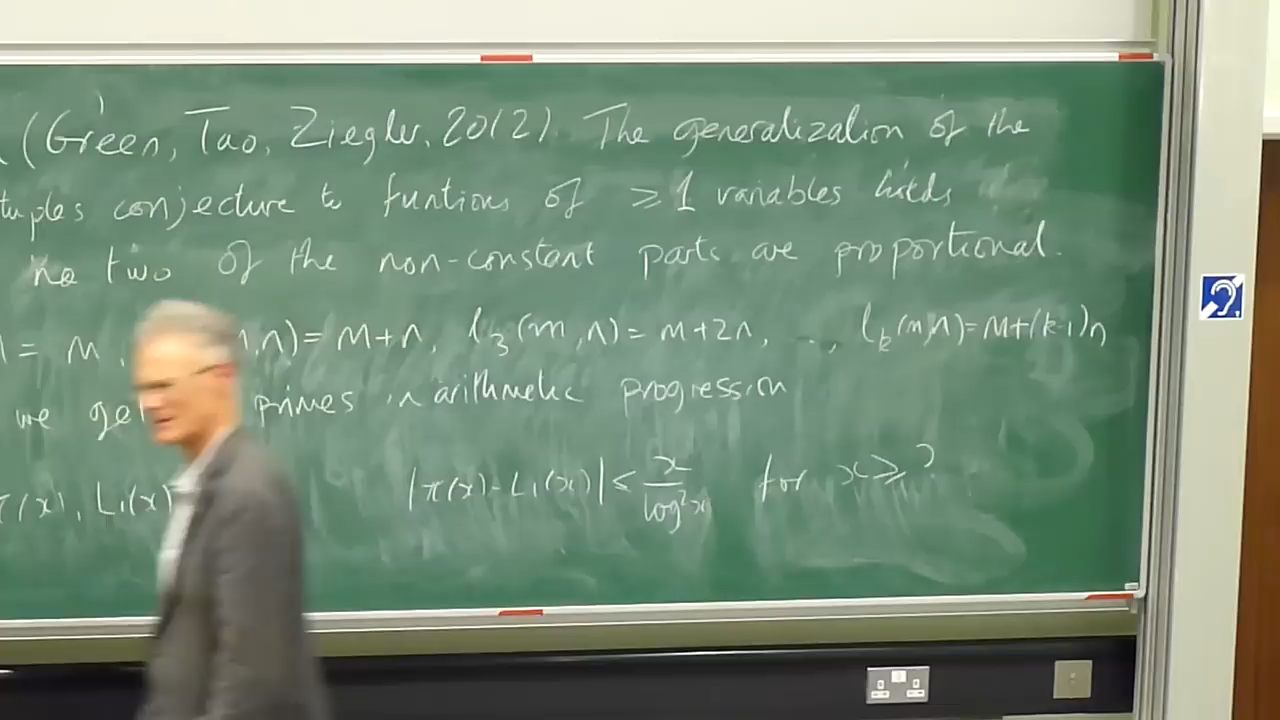 (Green, Tao, Ziegler, 2012). The generalization of the
tuples conjecture to funtions of ≥ 1 variables holds
no two of the non-constant parts are proportional.
= m, m,n) = m+n, l₃(m,n) = m+2n, ..., lₖ(m,n) = m+(k-1)n
we get primes in arithmetic progression
π(x), Li(x) |π(x) - Li(x)| ≤ x/log²x for x ≥ ?